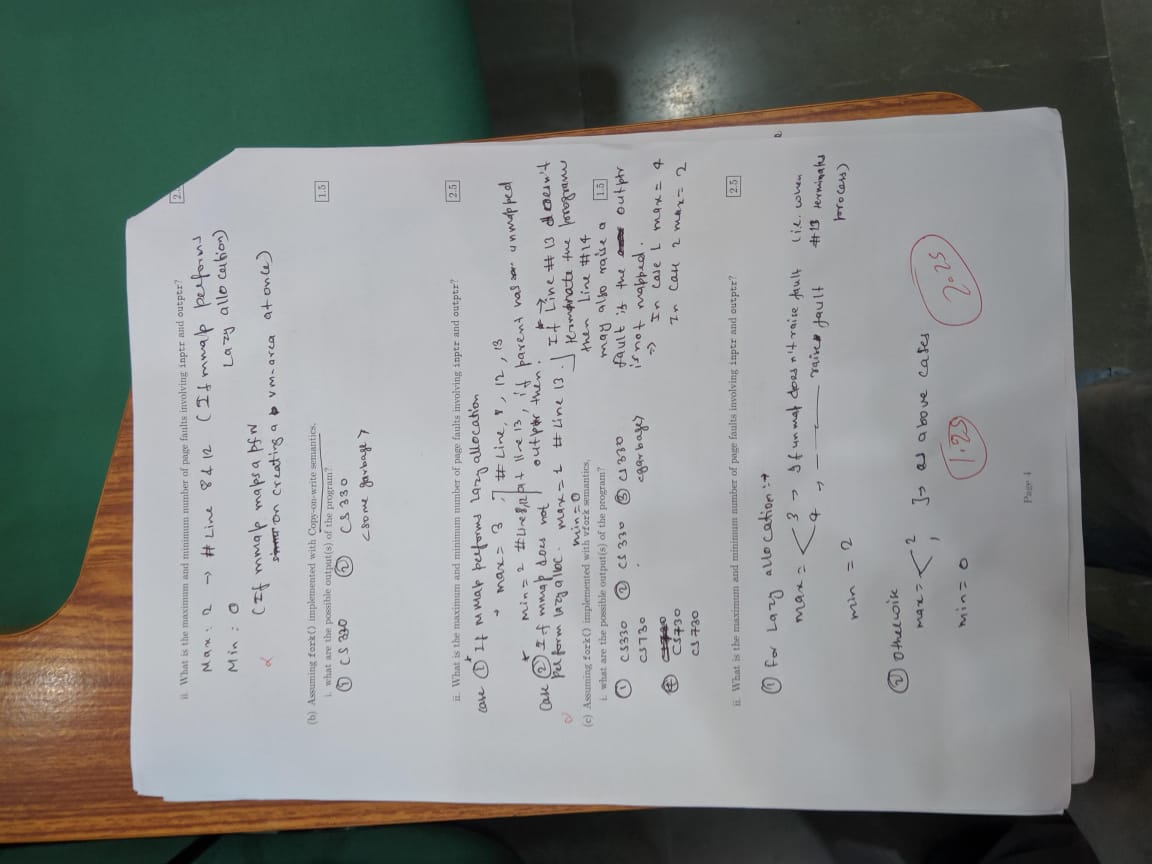 ii. What is the maximum and minimum number of page faults involving inptr and outptr?
Max: 2 → # Line 8 & 12 (If mmap performs
Lazy allocation)
Min : 0
(If mmap maps a pfn
on creating a vm-area at once)
(b) Assuming fork() implemented with Copy-on-write semantics,
i. what are the possible output(s) of the program?
1.5
① CS 330 ② CS 330
<some garbage>
ii. What is the maximum and minimum number of page faults involving inptr and outptr?
2.5
Case ① If MMap performs Lazy allocation
→ max = 3 # Line, 8, 12, 13
min = 2 # Line 8,12 at line 13, if parent has unmapped
outptr then.
Case ② If mmap does not
perform lazy alloc. max = 1 # Line 13.
min = 0
If Line # 13 doesn't
terminate the programe
then Line #14
may also raise a
fault if the outptr
is not mapped.
⇒ In case 1 max = 4
In case 2 max = 2
(c) Assuming fork() implemented with vfork semantics,
i. what are the possible output(s) of the program?
1.5
① CS330 ② CS 330 ③ CS 330
CS730 <garbage>
④ CS730
CS 730
ii. What is the maximum and minimum number of page faults involving inptr and outptr?
2.5
① For Lazy allocation :→
max = < 3 → If unmap doesn't raise fault (i.e. when
4 → — raises fault #13 terminates
process)
min = 2
② Otherwise
max = < 2
1 ]→ as above cases
min = 0
1.25
2.25
Page 4